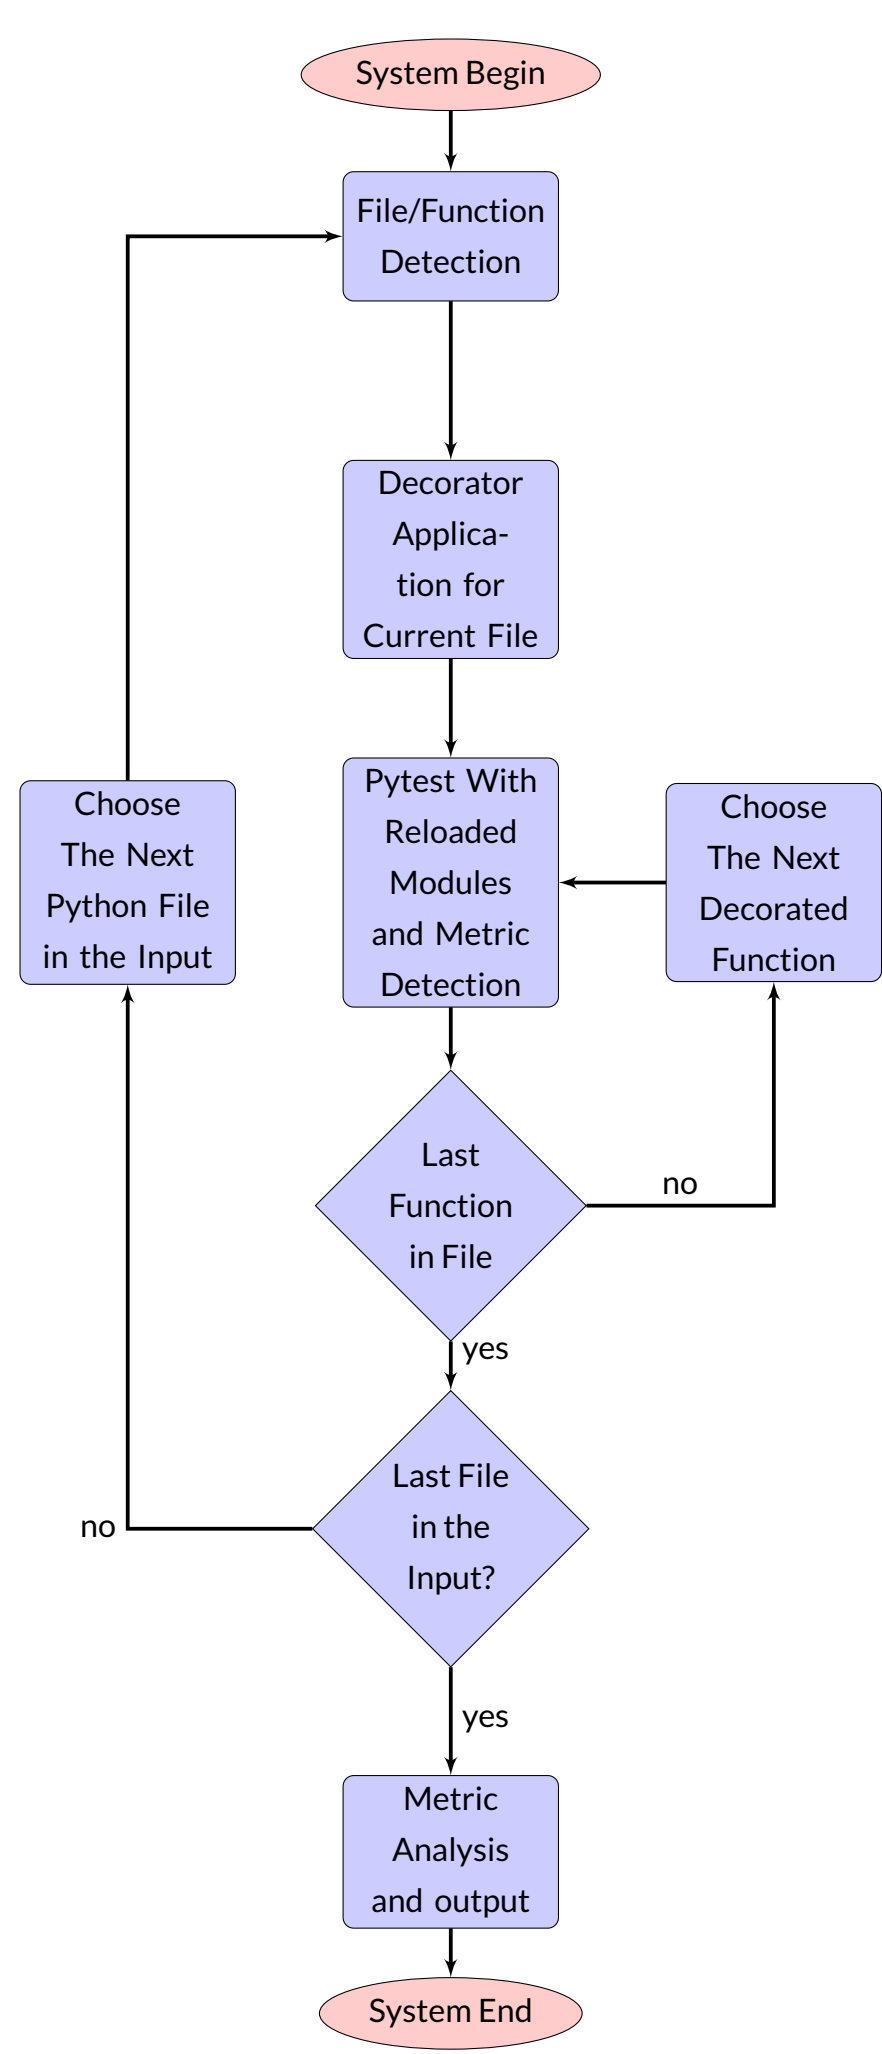 System Begin
File/Function
Detection
Decorator
Applica-
tion for
Current File
Choose
The Next
Python File
in the Input
Pytest With
Reloaded
Modules
and Metric
Detection
Choose
The Next
Decorated
Function
Last
Function
in File
no
yes
Last File
in the
Input?
no
yes
Metric
Analysis
and output
System End